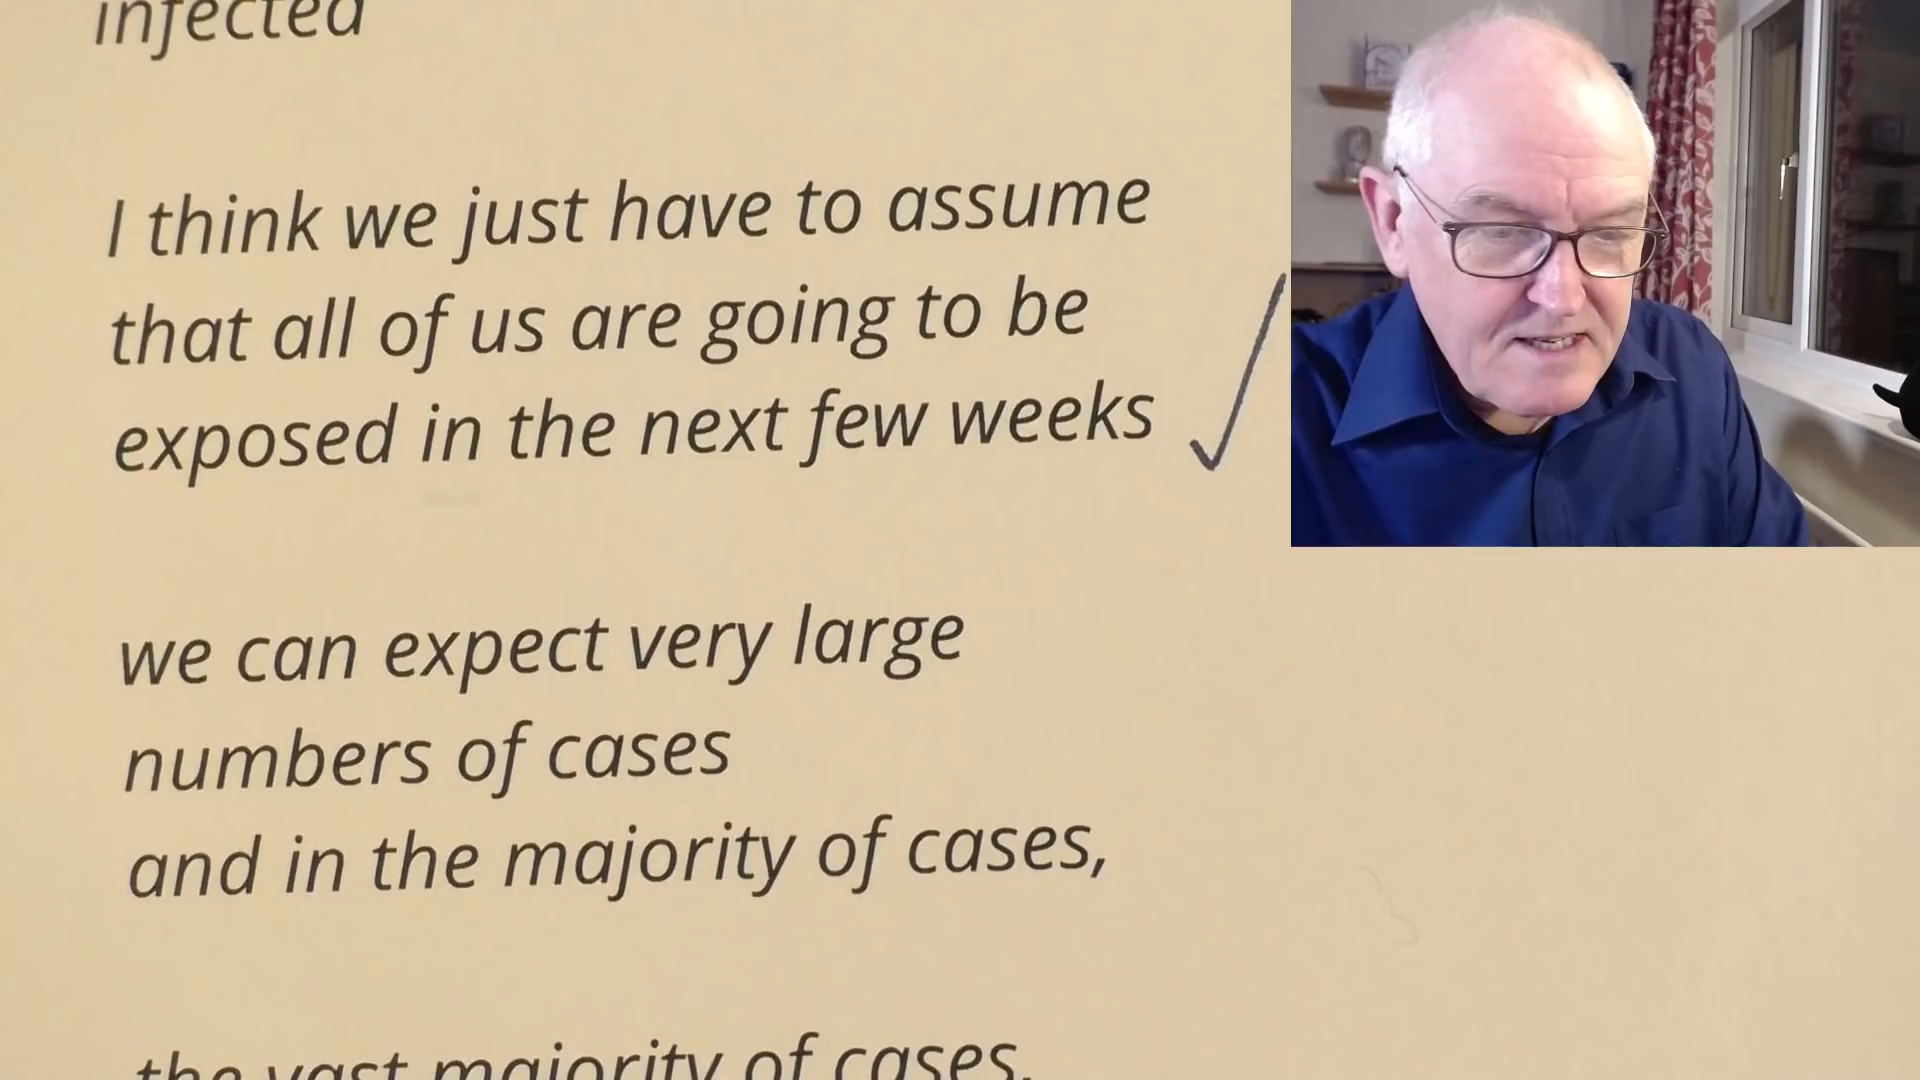 infected
I think we just have to assume
that all of us are going to be
exposed in the next few weeks
we can expect very large
numbers of cases
and in the majority of cases,
the vast majority of cases,